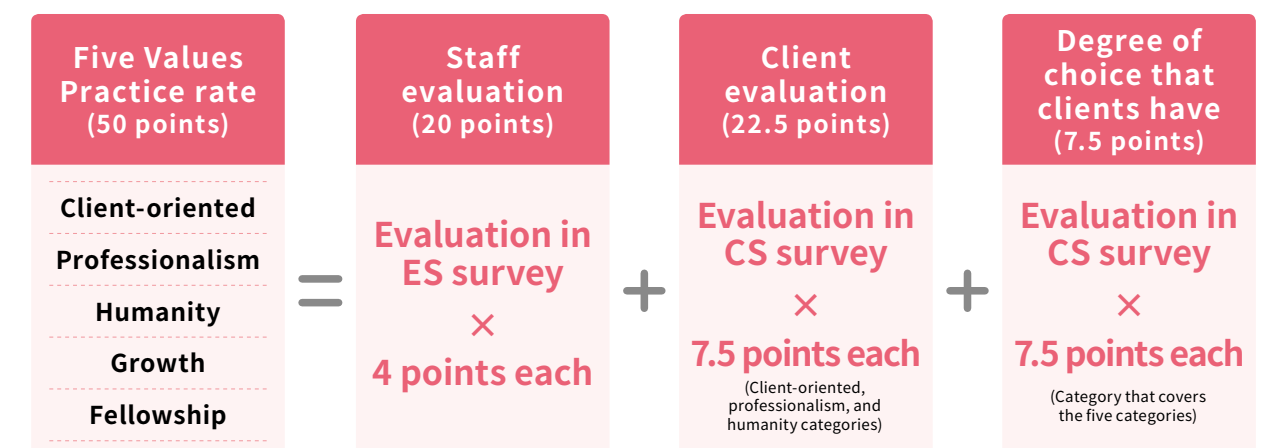 Five Values
Practice rate
(50 points)
Client-oriented
Professionalism
Humanity
Growth
Fellowship
=
Staff
evaluation
(20 points)
Evaluation in
ES survey
×
4 points each
+
Client
evaluation
(22.5 points)
Evaluation in
CS survey
×
7.5 points each
(Client-oriented,
professionalism, and
humanity categories)
+
Degree of
choice that
clients have
(7.5 points)
Evaluation in
CS survey
×
7.5 points each
(Category that covers
the five categories)